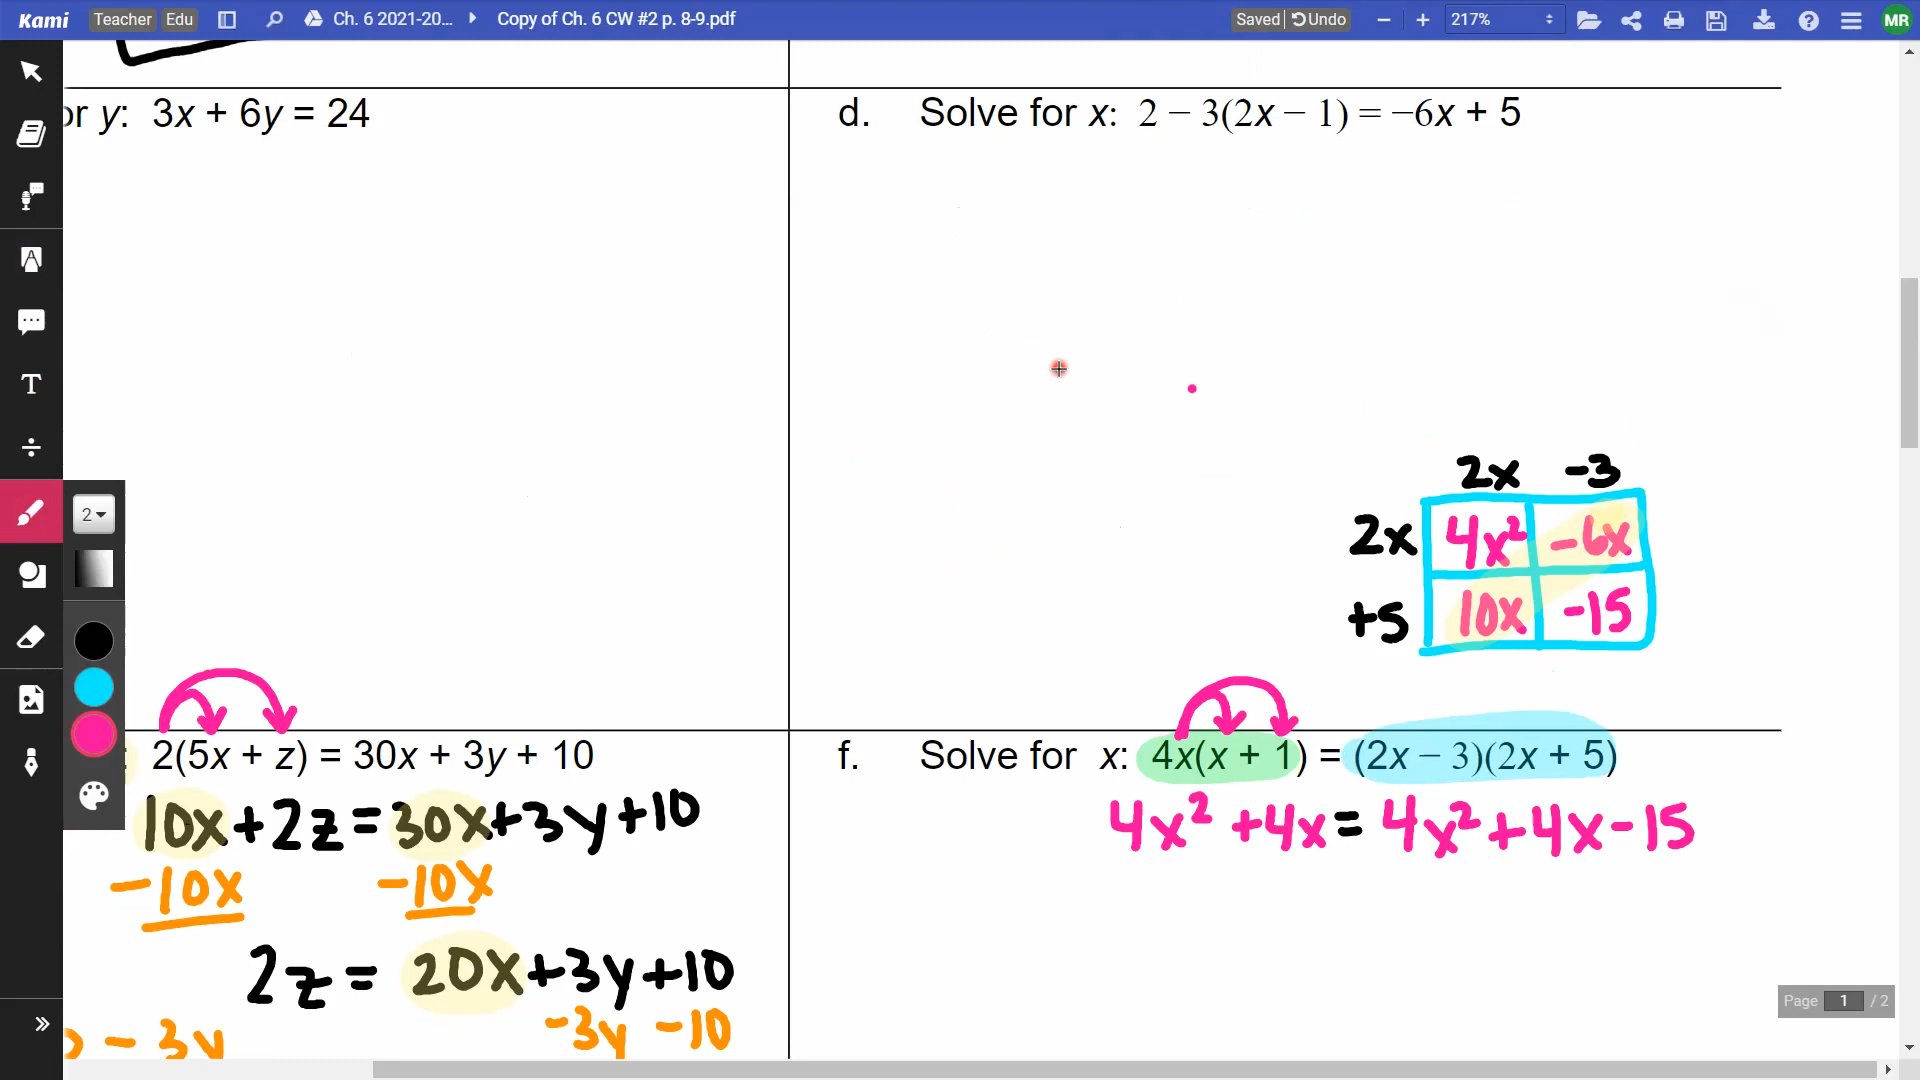 Kami Teacher Edu Ch. 6 2021-20... Copy of Ch. 6 CW #2 p. 8-9.pdf Saved Undo − + 217% MR
or y: 3x + 6y = 24
d. Solve for x: 2 − 3(2x − 1) = −6x + 5
T
2
2x -3
2x 4x² -6x
+5 10x -15
2(5x + z) = 30x + 3y + 10
10x+2z=30x+3y+10
-10x -10x
2z= 20x+3y+10
-3y -10
- 3y
f. Solve for x: 4x(x + 1) = (2x − 3)(2x + 5)
4x² +4x= 4x²+4x-15
Page 1 / 2